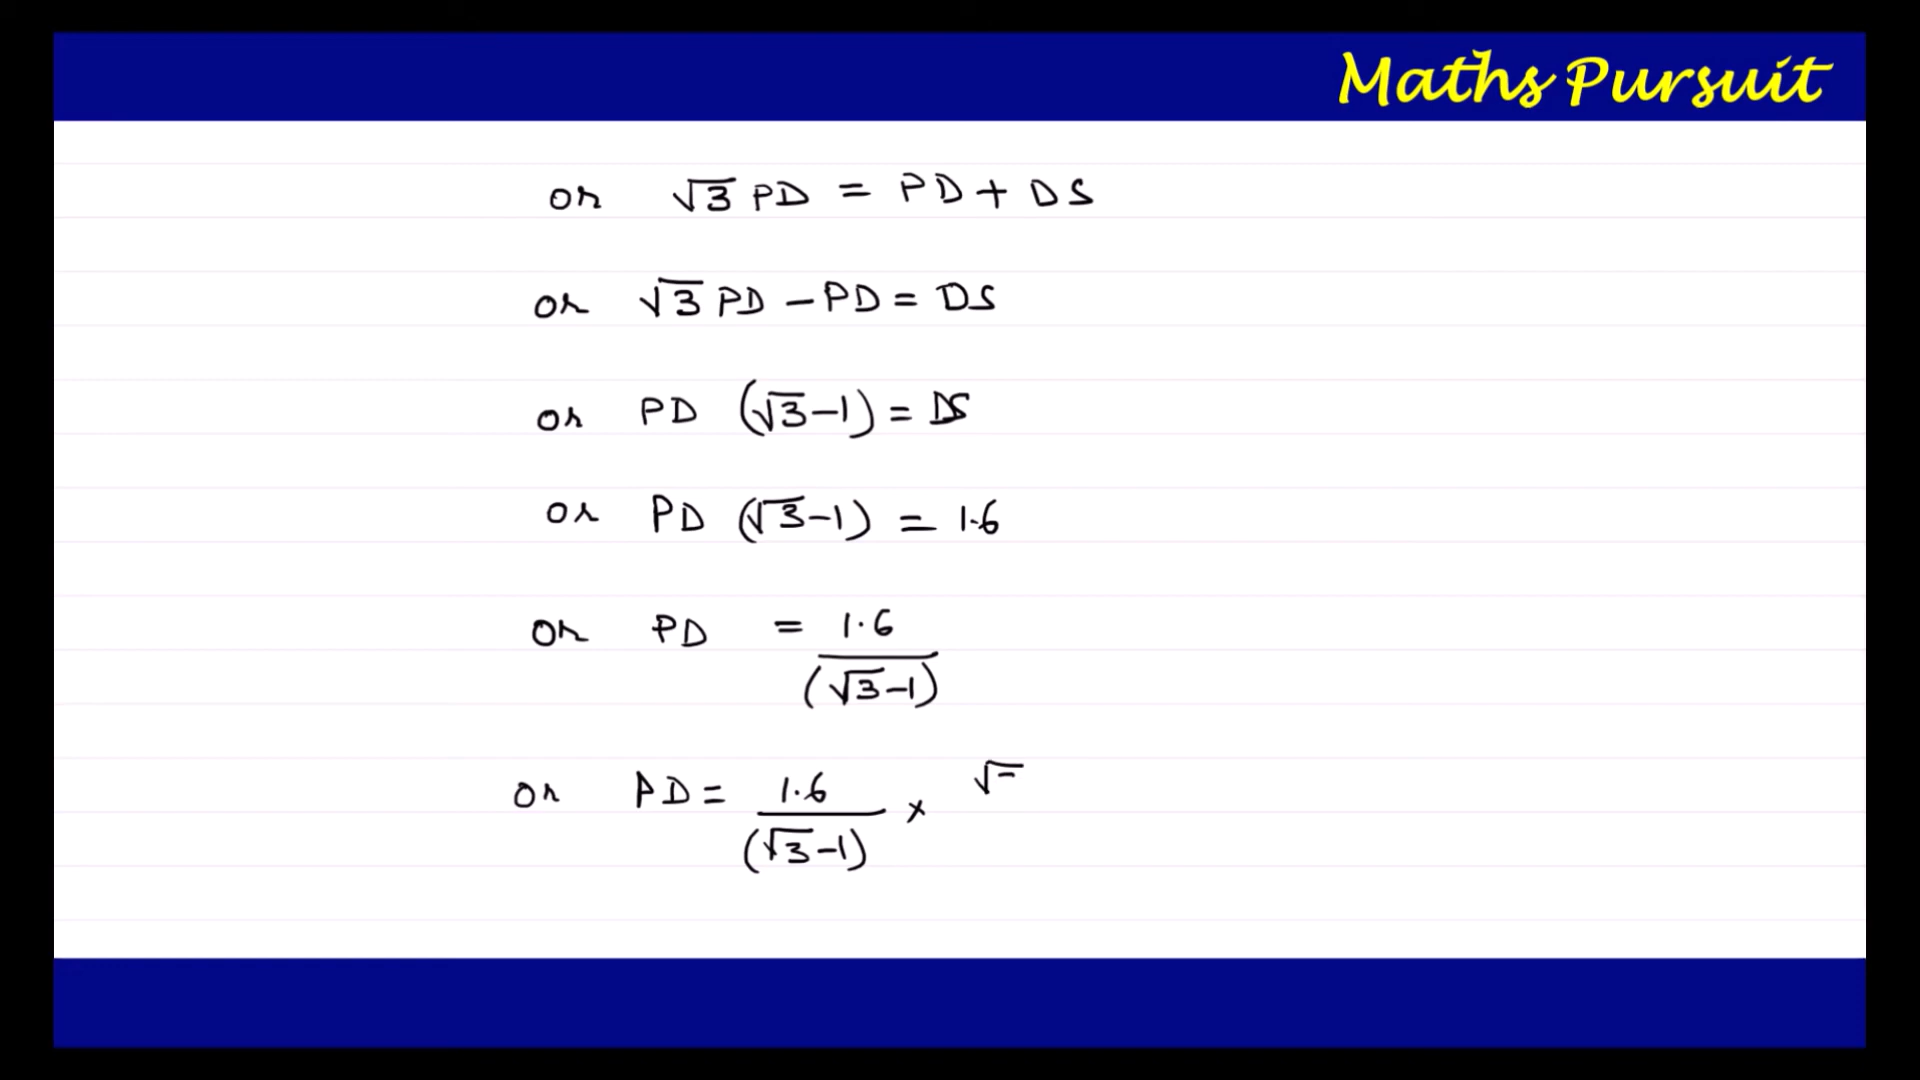 Maths Pursuit
or √3 PD = PD + DS
or √3 PD - PD = DS
or PD (√3-1) = DS
or PD (√3-1) = 1.6
or PD = 1.6/(√3-1)
or PD = 1.6/(√3-1) × √